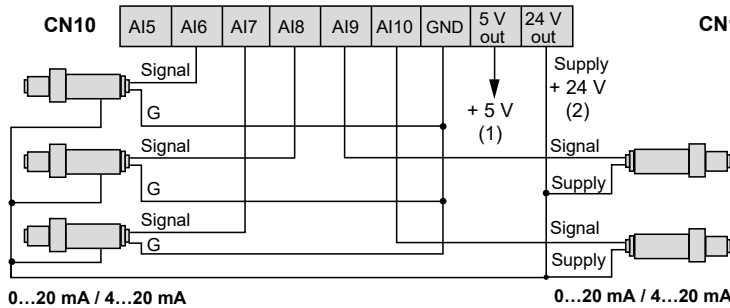 CN10
AI5 AI6 AI7 AI8 AI9 AI10 GND 5 V out 24 V out
CN1
Signal
G
Signal
G
Signal
G
+ 5 V
(1)
Supply
+ 24 V
(2)
Signal
Supply
Signal
Supply
0...20 mA / 4...20 mA
0...20 mA / 4...20 mA